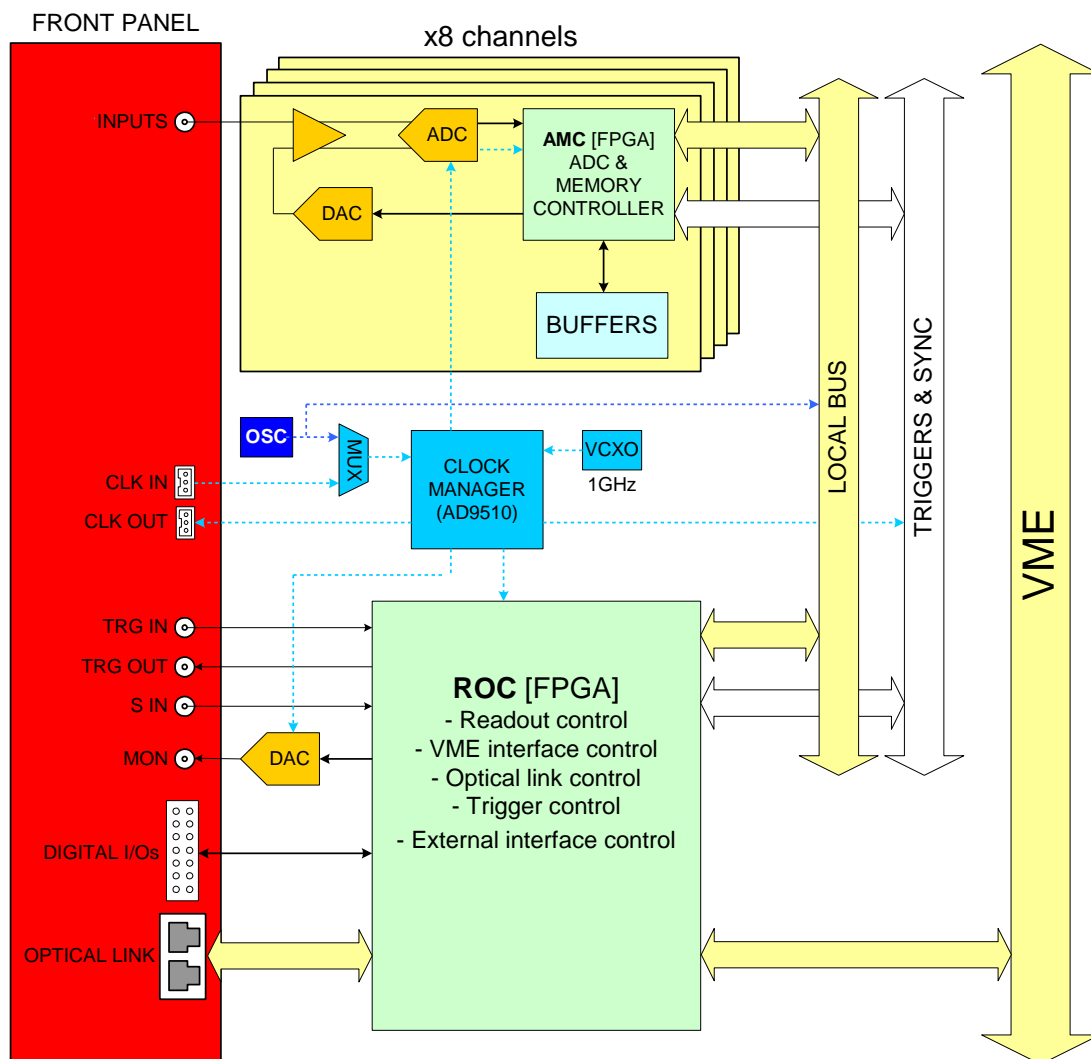 FRONT PANEL
x8 channels
INPUTS
ADC
AMC [FPGA]
ADC &
MEMORY
CONTROLLER
DAC
BUFFERS
OSC
MUX
CLOCK
MANAGER
(AD9510)
VCXO
1GHz
CLK IN
CLK OUT
LOCAL BUS
TRIGGERS & SYNC
VME
TRG IN
TRG OUT
S IN
MON
DAC
ROC [FPGA]
- Readout control
- VME interface control
- Optical link control
- Trigger control
- External interface control
DIGITAL I/Os
OPTICAL LINK